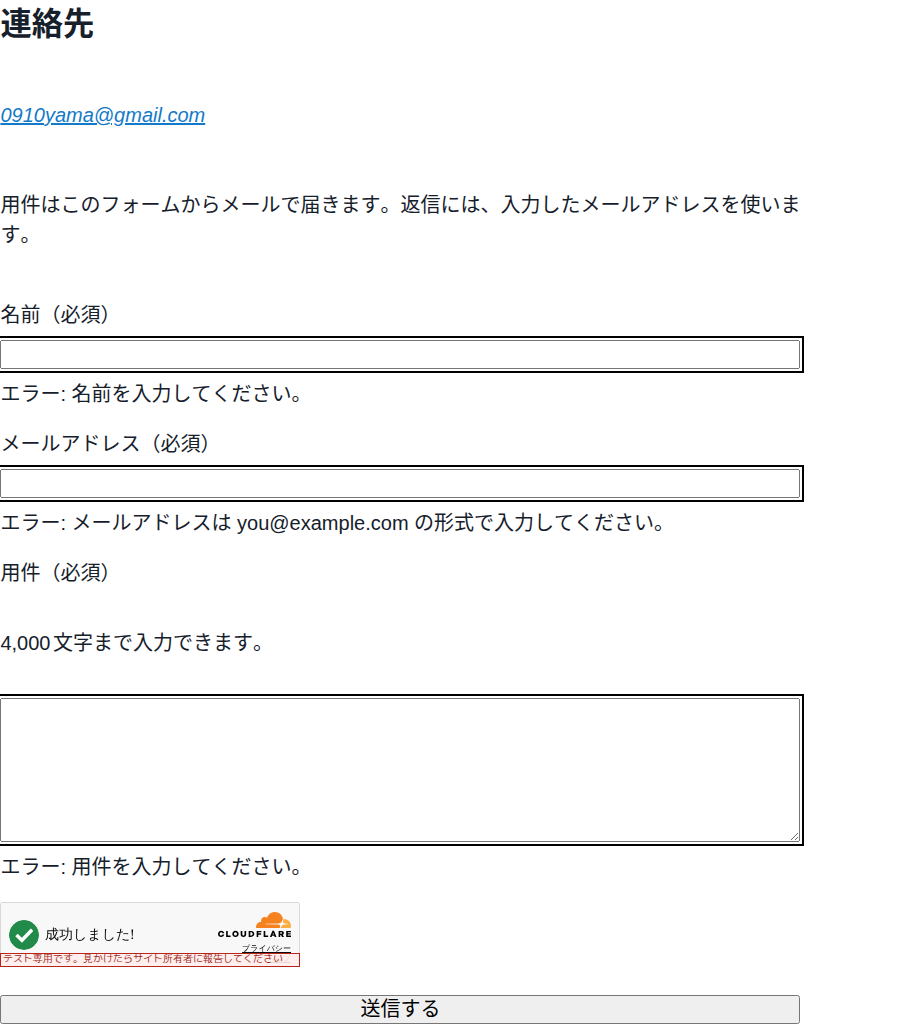 連絡先
0910yama@gmail.com
用件はこのフォームからメールで届きます。返信には、入力したメールアドレスを使いま
す。
名前（必須）
エラー: 名前を入力してください。
メールアドレス（必須）
エラー: メールアドレスは you@example.com の形式で入力してください。
用件（必須）
4,000文字まで入力できます。
エラー: 用件を入力してください。
成功しました!
CLOUDFLARE
プライバシー
テスト専用です。見かけたらサイト所有者に報告してください
送信する